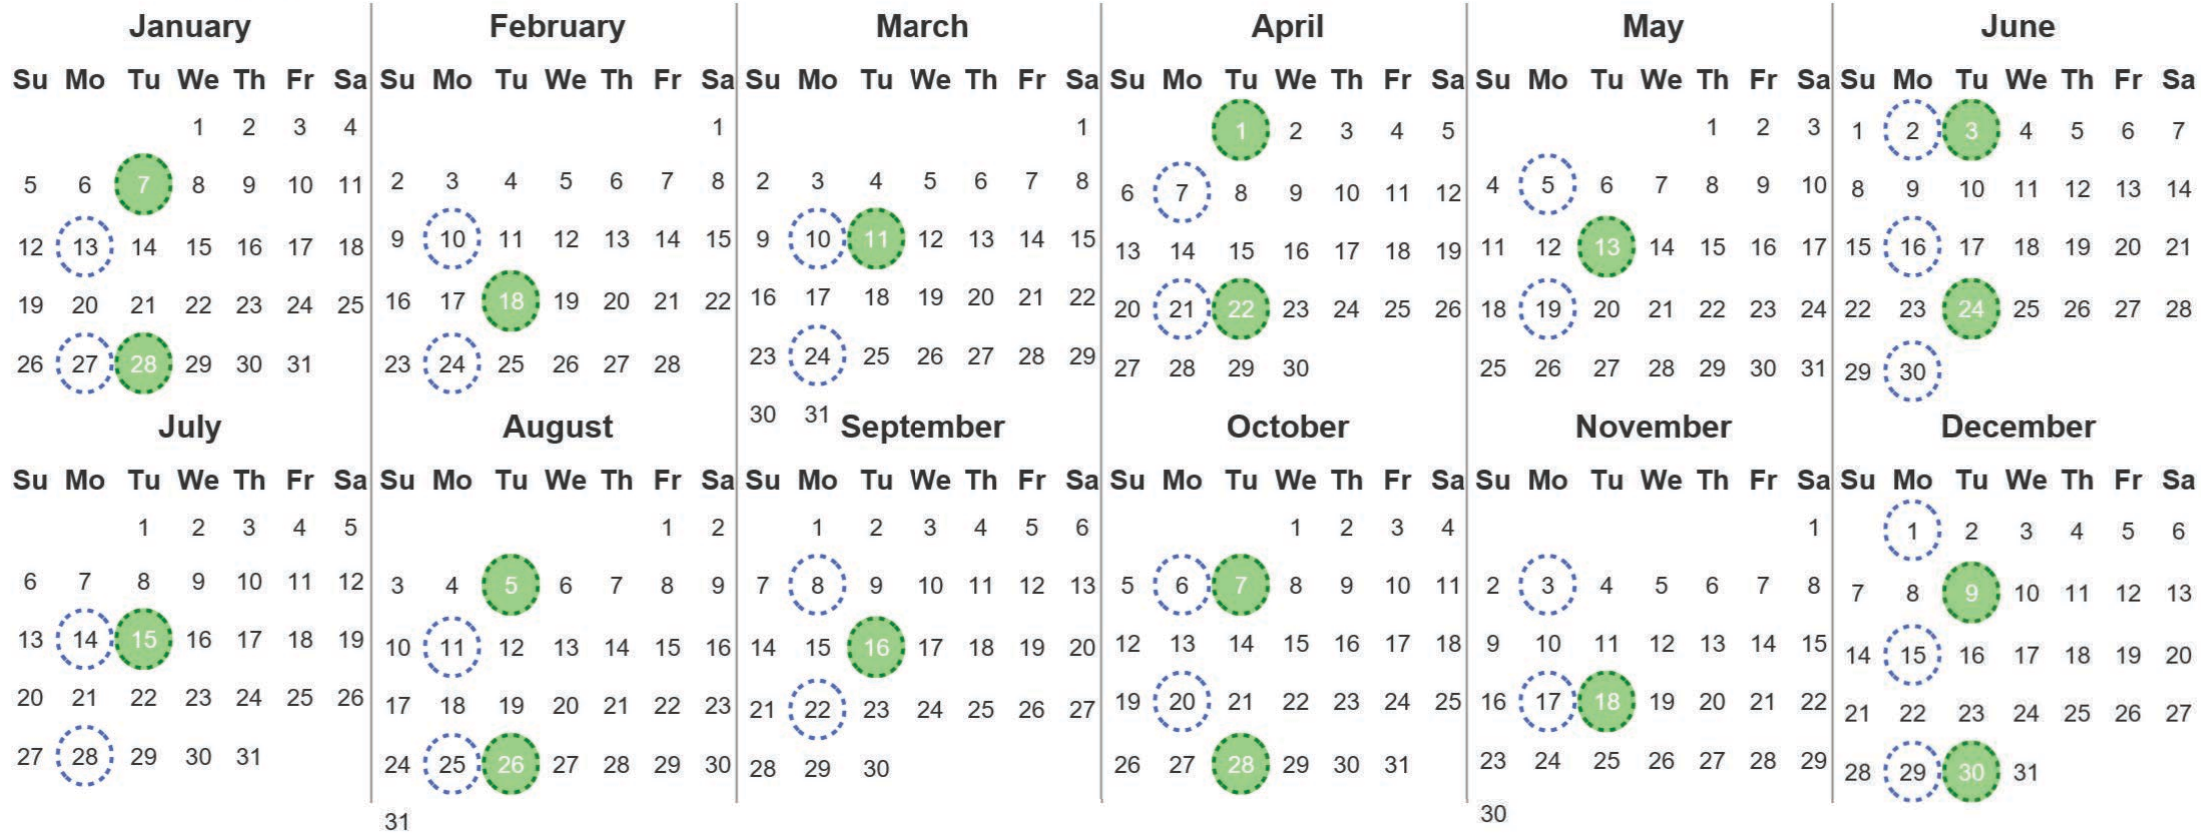 January February March April May June
Su Mo Tu We Th Fr Sa Su Mo Tu We Th Fr Sa Su Mo Tu We Th Fr Sa Su Mo Tu We Th Fr Sa Su Mo Tu We Th Fr Sa Su Mo Tu We Th Fr Sa
1 2 3 4 1 1 1 2 3 4 5 1 2 3 1 2 3 4 5 6 7
5 6 7 8 9 10 11 2 3 4 5 6 7 8 2 3 4 5 6 7 8 6 7 8 9 10 11 12 4 5 6 7 8 9 10 8 9 10 11 12 13 14
12 13 14 15 16 17 18 9 10 11 12 13 14 15 9 10 11 12 13 14 15 13 14 15 16 17 18 19 11 12 13 14 15 16 17 15 16 17 18 19 20 21
19 20 21 22 23 24 25 16 17 18 19 20 21 22 16 17 18 19 20 21 22 20 21 22 23 24 25 26 18 19 20 21 22 23 24 22 23 24 25 26 27 28
26 27 28 29 30 31 23 24 25 26 27 28 23 24 25 26 27 28 29 27 28 29 30 25 26 27 28 29 30 31 29 30
30 31
July August September October November December
Su Mo Tu We Th Fr Sa Su Mo Tu We Th Fr Sa Su Mo Tu We Th Fr Sa Su Mo Tu We Th Fr Sa Su Mo Tu We Th Fr Sa Su Mo Tu We Th Fr Sa
1 2 3 4 5 1 2 1 2 3 4 5 6 1 2 3 4 1 1 2 3 4 5 6
6 7 8 9 10 11 12 3 4 5 6 7 8 9 7 8 9 10 11 12 13 5 6 7 8 9 10 11 2 3 4 5 6 7 8 7 8 9 10 11 12 13
13 14 15 16 17 18 19 10 11 12 13 14 15 16 14 15 16 17 18 19 20 12 13 14 15 16 17 18 9 10 11 12 13 14 15 14 15 16 17 18 19 20
20 21 22 23 24 25 26 17 18 19 20 21 22 23 21 22 23 24 25 26 27 19 20 21 22 23 24 25 16 17 18 19 20 21 22 21 22 23 24 25 26 27
27 28 29 30 31 24 25 26 27 28 29 30 28 29 30 26 27 28 29 30 31 23 24 25 26 27 28 29 28 29 30 31
31 30